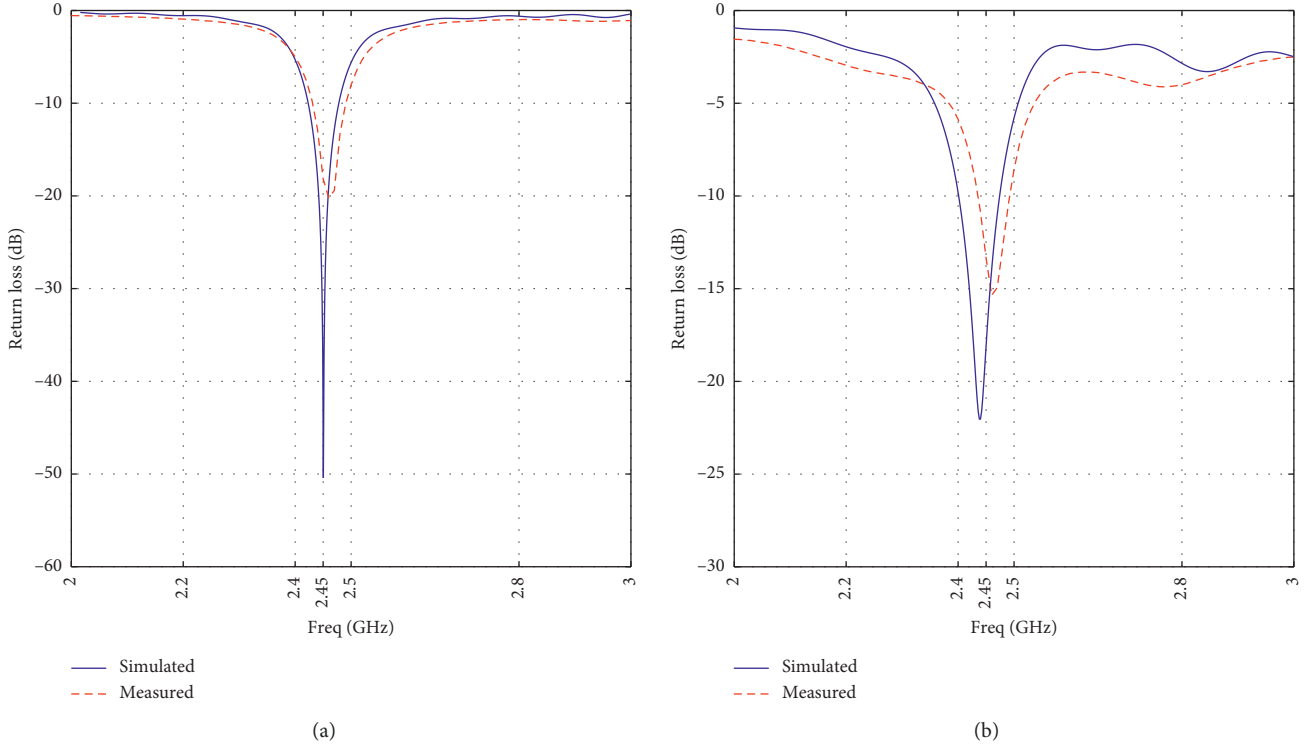 0
–10
–20
–30
–40
–50
–60
Return loss (dB)
2
2.2
2.4
2.45
2.5
2.8
3
Freq (GHz)
Simulated
Measured
(a)
0
–5
–10
–15
–20
–25
–30
Return loss (dB)
2
2.2
2.4
2.45
2.5
2.8
3
Freq (GHz)
Simulated
Measured
(b)